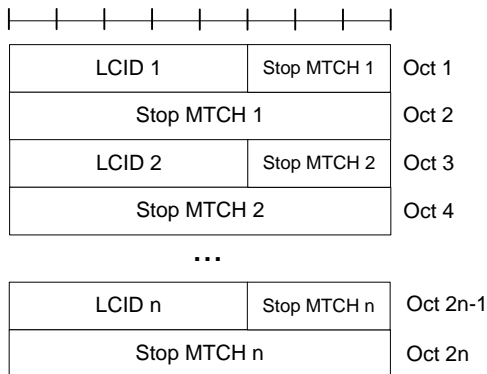 LCID 1 Stop MTCH 1 Oct 1
Stop MTCH 1 Oct 2
LCID 2 Stop MTCH 2 Oct 3
Stop MTCH 2 Oct 4
...
LCID n Stop MTCH n Oct 2n-1
Stop MTCH n Oct 2n